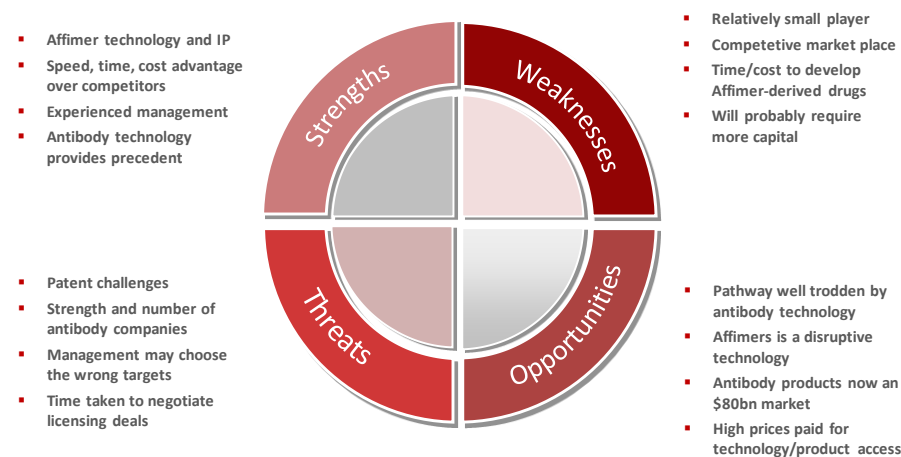 Strengths
Affimer technology and IP
Speed, time, cost advantage
over competitors
Experienced management
Antibody technology
provides precedent
Weaknesses
Relatively small player
Competetive market place
Time/cost to develop
Affimer-derived drugs
Will probably require
more capital
Threats
Patent challenges
Strength and number of
antibody companies
Management may choose
the wrong targets
Time taken to negotiate
licensing deals
Opportunities
Pathway well trodden by
antibody technology
Affimers is a disruptive
technology
Antibody products now an
$80bn market
High prices paid for
technology/product access